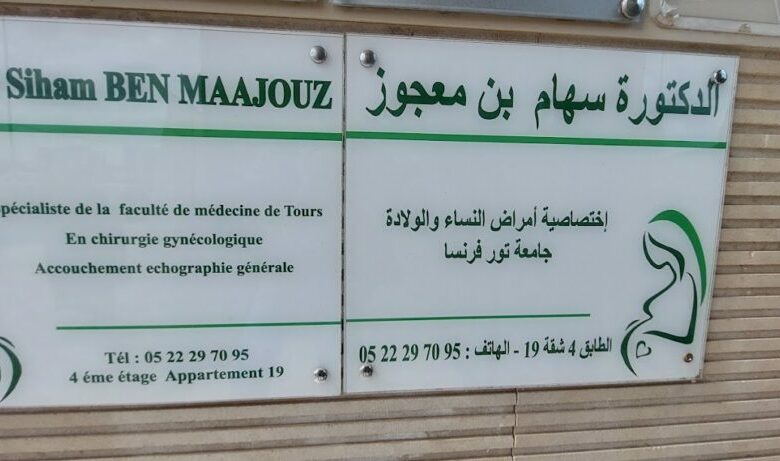 Siham BEN MAAJOUZ
spécialiste de la faculté de médecine de Tours
En chirurgie gynécologique
Accouchement echographie générale
Tél : 05 22 29 70 95
4 éme étage Appartement 19
الدكتورة سهام بن معجوز
إختصاصية أمراض النساء والولادة
جامعة تور فرنسا
الطابق 4 شقة 19 - الهاتف : 95 70 29 22 05